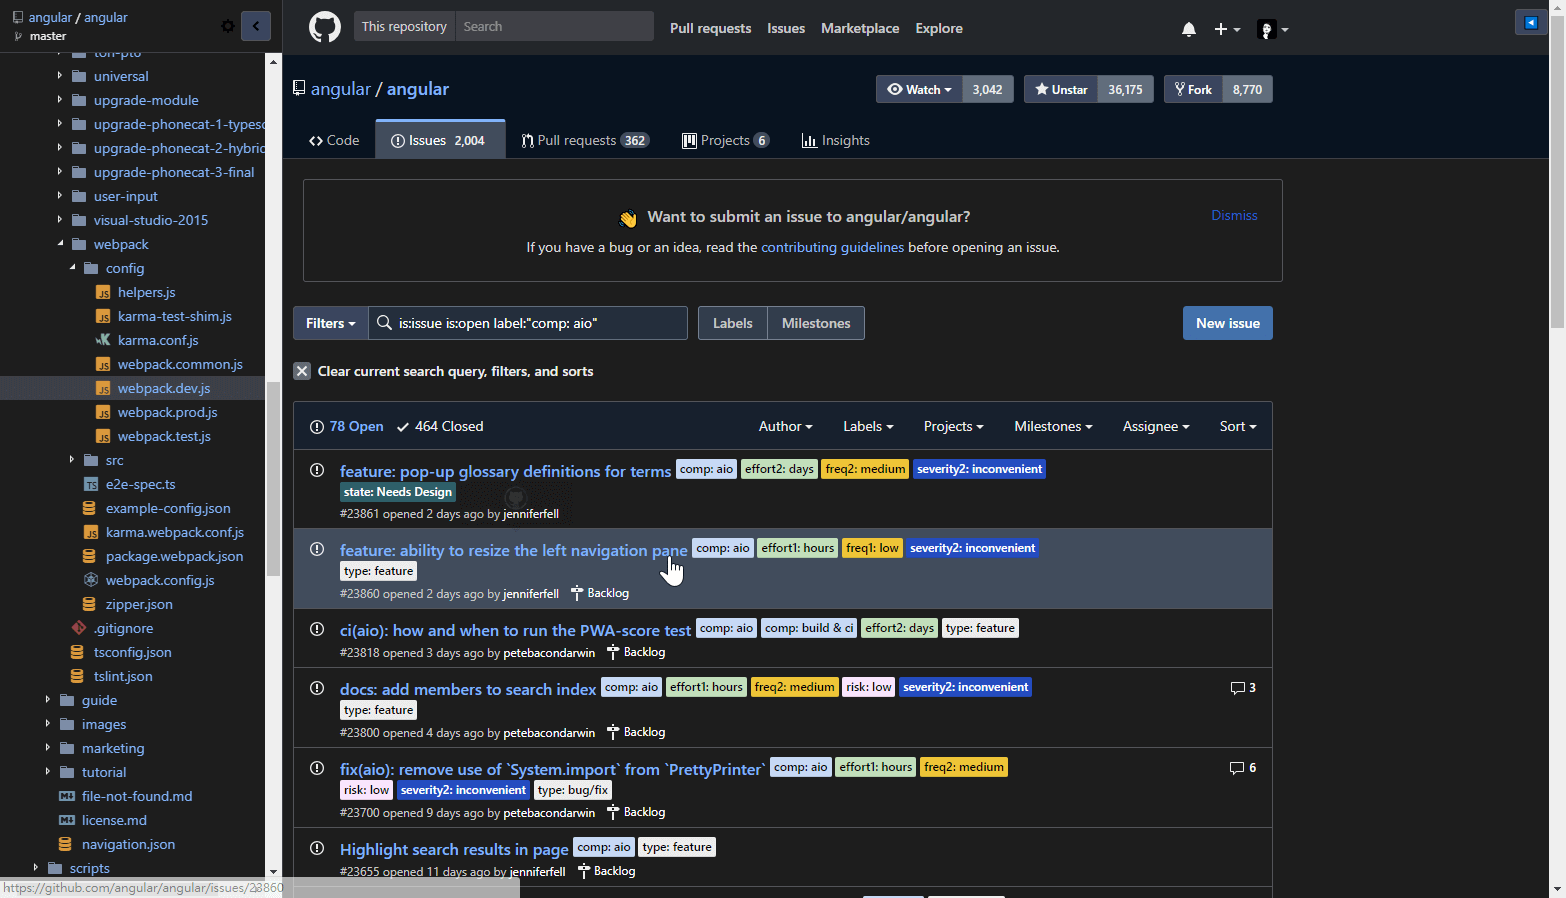 angular / angular
master
ton-pto
universal
upgrade-module
upgrade-phonecat-1-typesc
upgrade-phonecat-2-hybric
upgrade-phonecat-3-final
user-input
visual-studio-2015
webpack
config
helpers.js
karma-test-shim.js
karma.conf.js
webpack.common.js
webpack.dev.js
webpack.prod.js
webpack.test.js
src
e2e-spec.ts
example-config.json
karma.webpack.conf.js
package.webpack.json
webpack.config.js
zipper.json
.gitignore
tsconfig.json
tslint.json
guide
images
marketing
tutorial
file-not-found.md
license.md
navigation.json
scripts
https://github.com/angular/angular/issues/23860
This repository Search Pull requests Issues Marketplace Explore
angular / angular
Watch 3,042 Unstar 36,175 Fork 8,770
Code Issues 2,004 Pull requests 362 Projects 6 Insights
Want to submit an issue to angular/angular?
Dismiss
If you have a bug or an idea, read the contributing guidelines before opening an issue.
Filters is:issue is:open label:"comp: aio" Labels Milestones New issue
Clear current search query, filters, and sorts
78 Open 464 Closed Author Labels Projects Milestones Assignee Sort
feature: pop-up glossary definitions for terms comp: aio effort2: days freq2: medium severity2: inconvenient
state: Needs Design
#23861 opened 2 days ago by jenniferfell
feature: ability to resize the left navigation pane comp: aio effort1: hours freq1: low severity2: inconvenient
type: feature
#23860 opened 2 days ago by jenniferfell Backlog
ci(aio): how and when to run the PWA-score test comp: aio comp: build & ci effort2: days type: feature
#23818 opened 3 days ago by petebacondarwin Backlog
docs: add members to search index comp: aio effort1: hours freq2: medium risk: low severity2: inconvenient 3
type: feature
#23800 opened 4 days ago by petebacondarwin Backlog
fix(aio): remove use of `System.import` from `PrettyPrinter` comp: aio effort1: hours freq2: medium 6
risk: low severity2: inconvenient type: bug/fix
#23700 opened 9 days ago by petebacondarwin Backlog
Highlight search results in page comp: aio type: feature
#23655 opened 11 days ago by jenniferfell Backlog